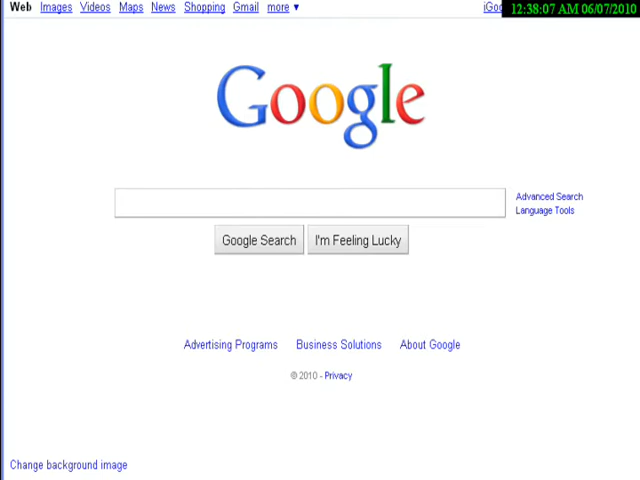 Web Images Videos Maps News Shopping Gmail more ▼
12:38:07 AM 06/07/2010
Google
Advanced Search
Language Tools
Google Search I'm Feeling Lucky
Advertising Programs Business Solutions About Google
© 2010 - Privacy
Change background image